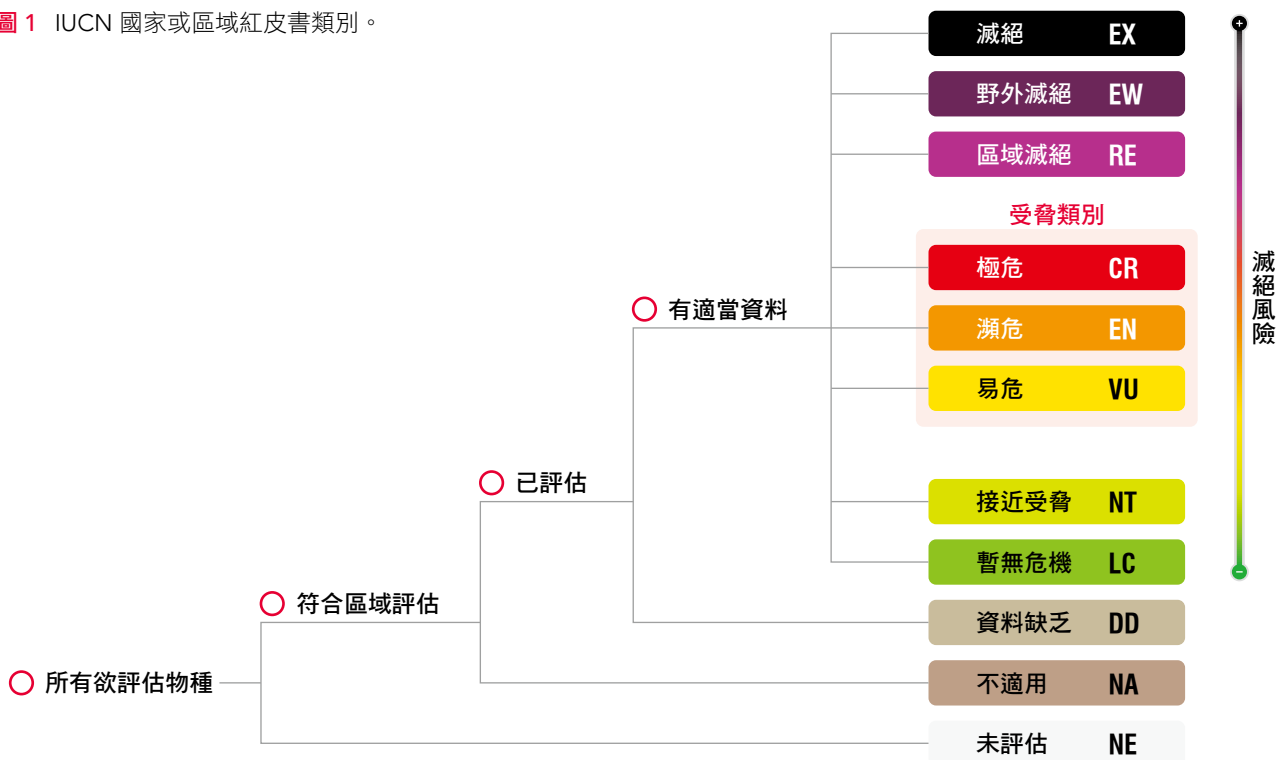 圖 1 IUCN 國家或區域紅皮書類別。
滅絕 EX
野外滅絕 EW
區域滅絕 RE
受脅類別
極危 CR
瀕危 EN
易危 VU
接近受脅 NT
暫無危機 LC
資料缺乏 DD
不適用 NA
未評估 NE
有適當資料
已評估
符合區域評估
所有欲評估物種
+
滅絕風險
-